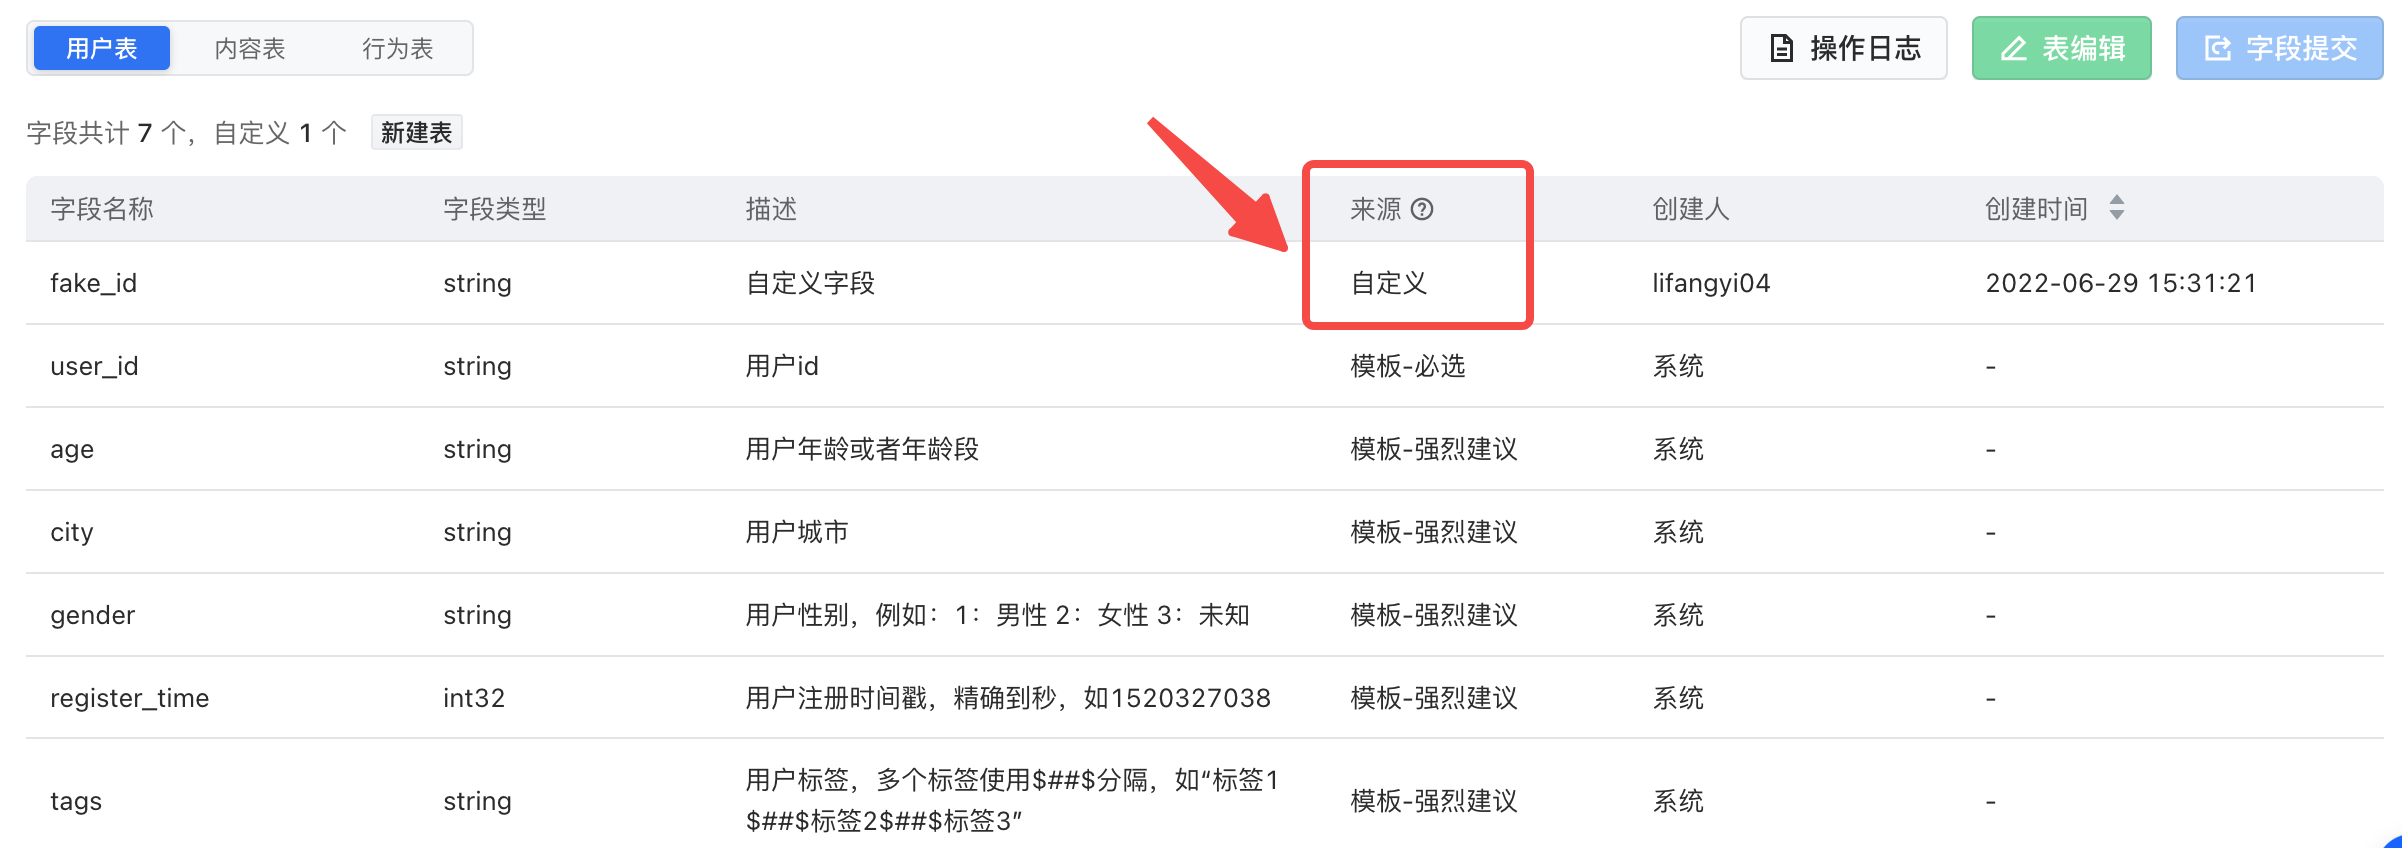 用户表 内容表 行为表 操作日志 表编辑 字段提交
字段共计 7 个，自定义 1 个 新建表
字段名称 字段类型 描述 来源 ? 创建人 创建时间
fake_id string 自定义字段 自定义 lifangyi04 2022-06-29 15:31:21
user_id string 用户id 模板-必选 系统 -
age string 用户年龄或者年龄段 模板-强烈建议 系统 -
city string 用户城市 模板-强烈建议 系统 -
gender string 用户性别，例如：1：男性 2：女性 3：未知 模板-强烈建议 系统 -
register_time int32 用户注册时间戳，精确到秒，如1520327038 模板-强烈建议 系统 -
tags string 用户标签，多个标签使用$##$分隔，如“标签1
$##$标签2$##$标签3” 模板-强烈建议 系统 -